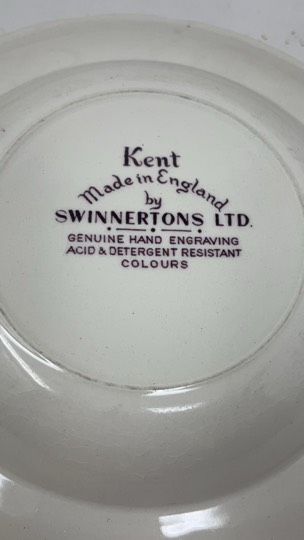 Kent
Made in England
by
SWINNERTONS LTD.
GENUINE HAND ENGRAVING
ACID & DETERGENT RESISTANT
COLOURS